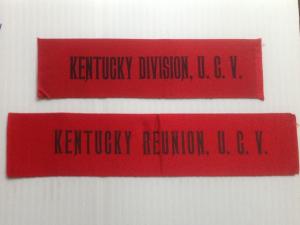 KENTUCKY DIVISION, U. C. V.
KENTUCKY REUNION, U. C. V.